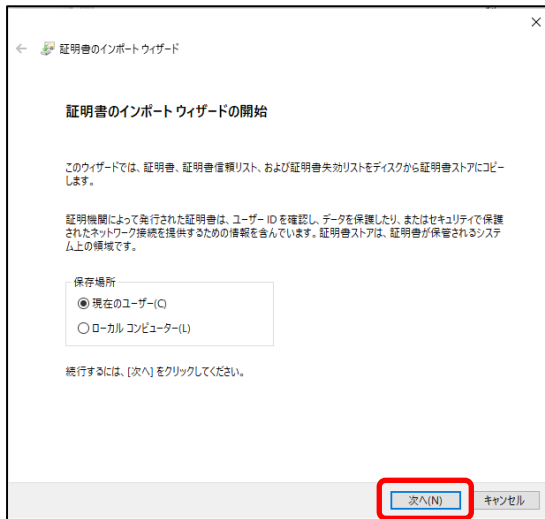 証明書のインポート ウィザード
証明書のインポート ウィザードの開始
このウィザードでは、証明書、証明書信頼リスト、および証明書失効リストをディスクから証明書ストアにコピー
します。
証明機関によって発行された証明書は、ユーザー ID を確認し、データを保護したり、またはセキュリティで保護
されたネットワーク接続を提供するための情報を含んでいます。証明書ストアは、証明書が保管されるシステ
ム上の領域です。
保存場所
現在のユーザー(C)
ローカル コンピューター(L)
続行するには、[次へ] をクリックしてください。
次へ(N)
キャンセル